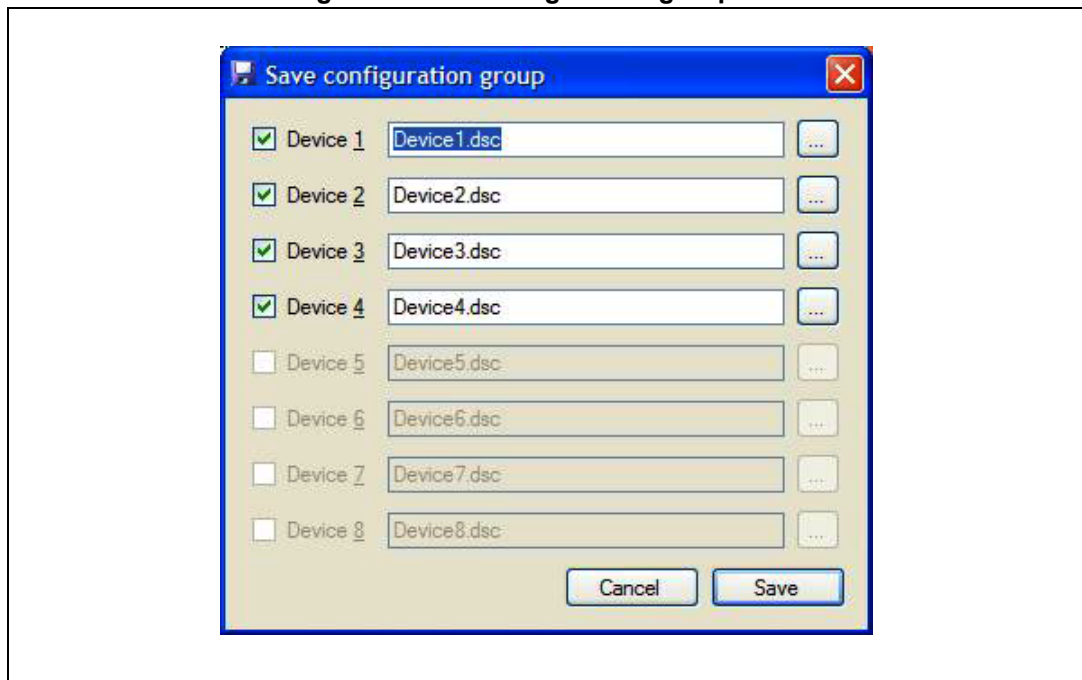 Save configuration group
Device 1 Device1.dsc ...
Device 2 Device2.dsc ...
Device 3 Device3.dsc ...
Device 4 Device4.dsc ...
Device 5 Device5.dsc ...
Device 6 Device6.dsc ...
Device 7 Device7.dsc ...
Device 8 Device8.dsc ...
Cancel Save